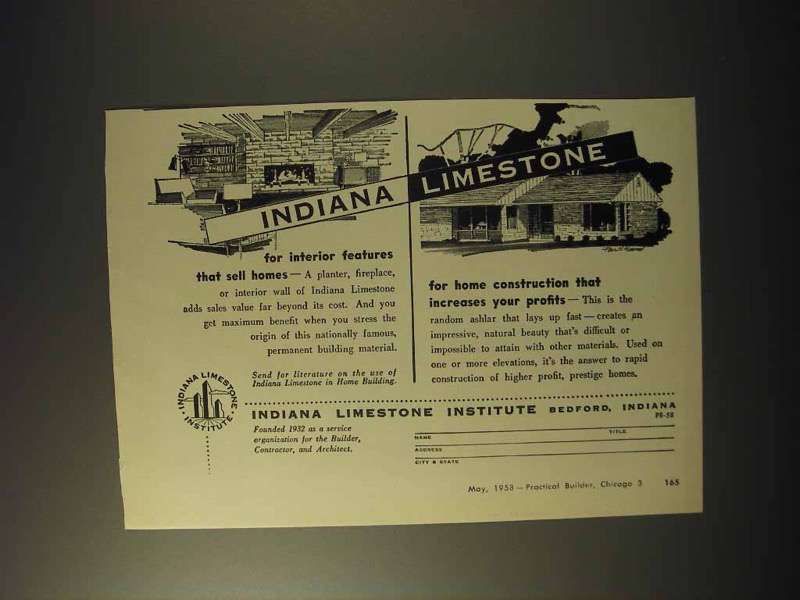 INDIANA LIMESTONE
for interior features
that sell homes — A planter, fireplace,
or interior wall of Indiana Limestone
adds sales value far beyond its cost. And you
get maximum benefit when you stress the
origin of this nationally famous,
permanent building material.
Send for literature on the use of
Indiana Limestone in Home Building.
for home construction that
increases your profits — This is the
random ashlar that lays up fast — creates an
impressive, natural beauty that's difficult or
impossible to attain with other materials. Used on
one or more elevations, it's the answer to rapid
construction of higher profit, prestige homes.
INDIANA LIMESTONE
INSTITUTE
INDIANA LIMESTONE INSTITUTE BEDFORD, INDIANA
PB-58
Founded 1932 as a service
organization for the Builder,
Contractor, and Architect.
NAME TITLE
ADDRESS
CITY & STATE
May, 1958 — Practical Builder, Chicago 3 165